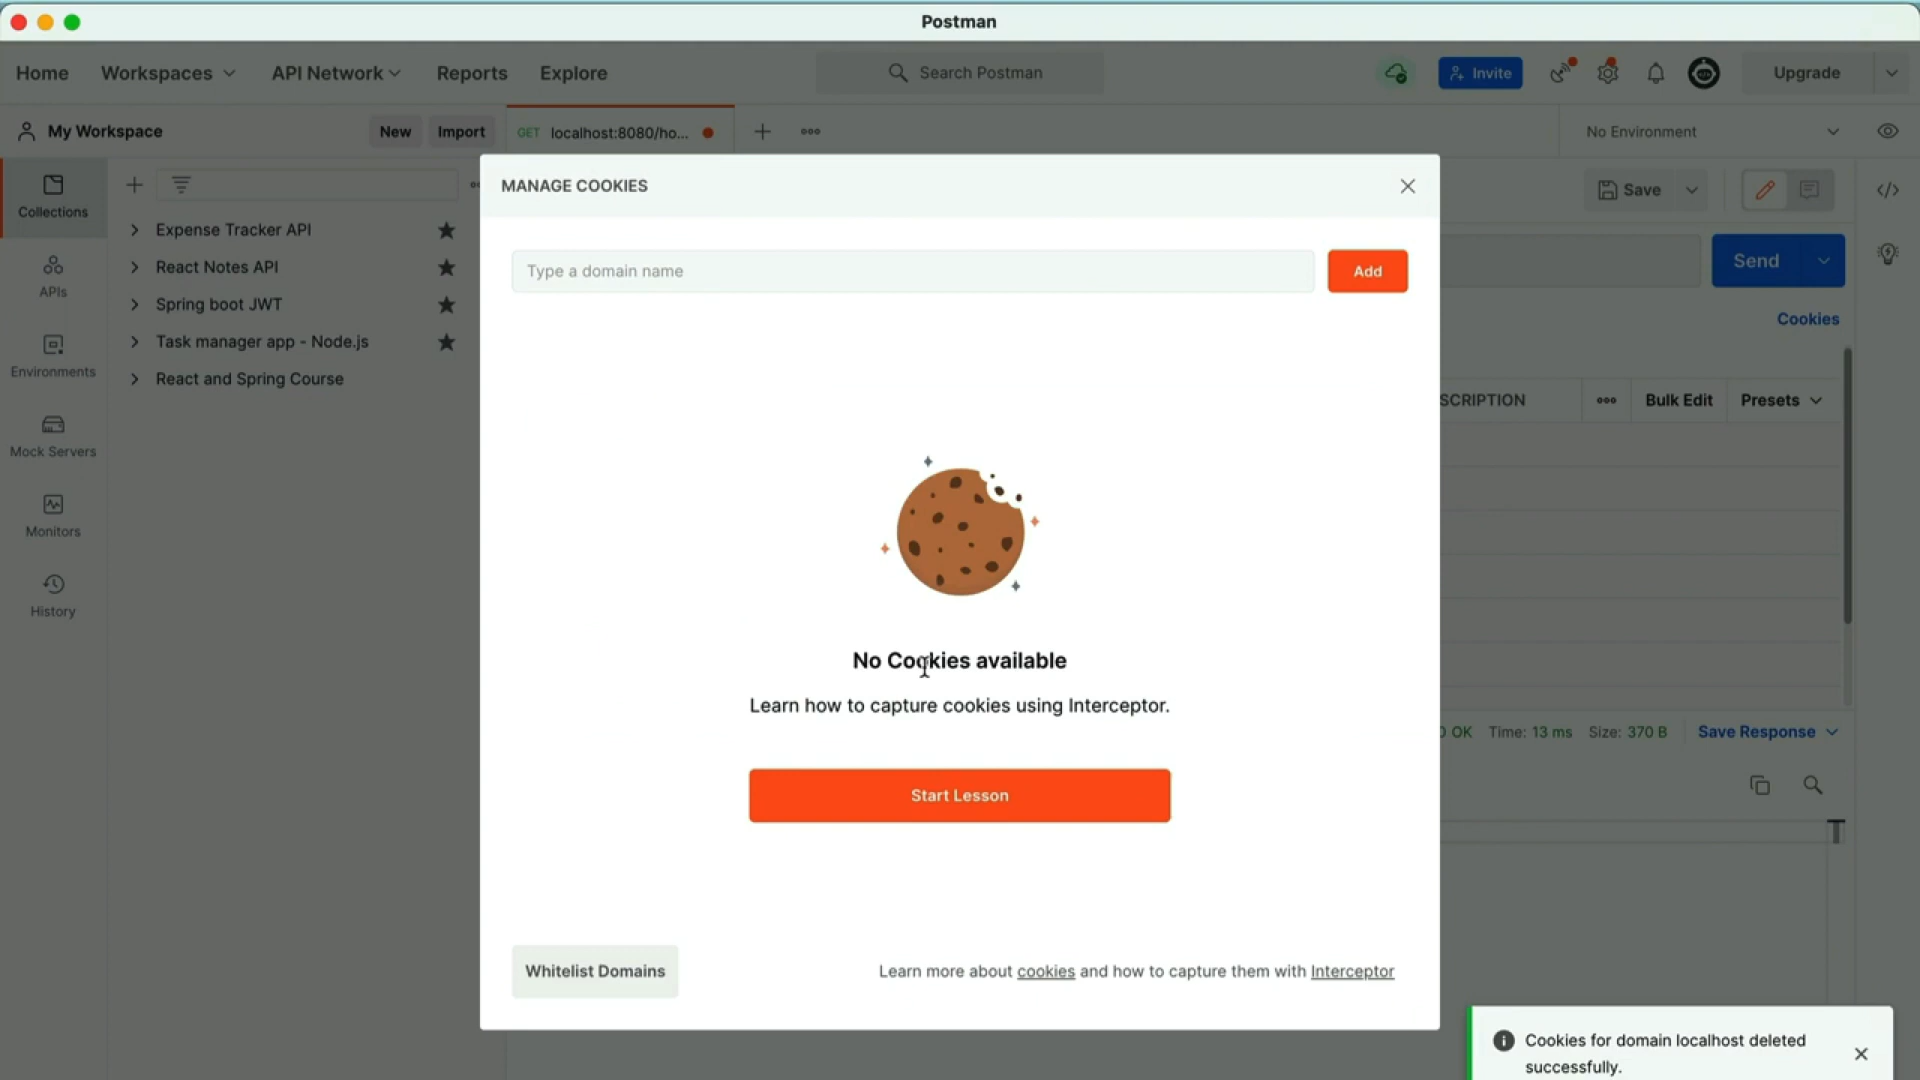 Postman
Home Workspaces API Network Reports Explore Search Postman Invite Upgrade
My Workspace New Import GET localhost:8080/ho... No Environment
MANAGE COOKIES
Save
Collections
Type a domain name
Add
Send
Expense Tracker API
React Notes API
APIs
Spring boot JWT
Cookies
Task manager app - Node.js
Environments
React and Spring Course
SCRIPTION Bulk Edit Presets
Mock Servers
Monitors
History
No Cookies available
Learn how to capture cookies using Interceptor.
0 OK Time: 13 ms Size: 370 B Save Response
Start Lesson
Whitelist Domains
Learn more about cookies and how to capture them with Interceptor
Cookies for domain localhost deleted
successfully.